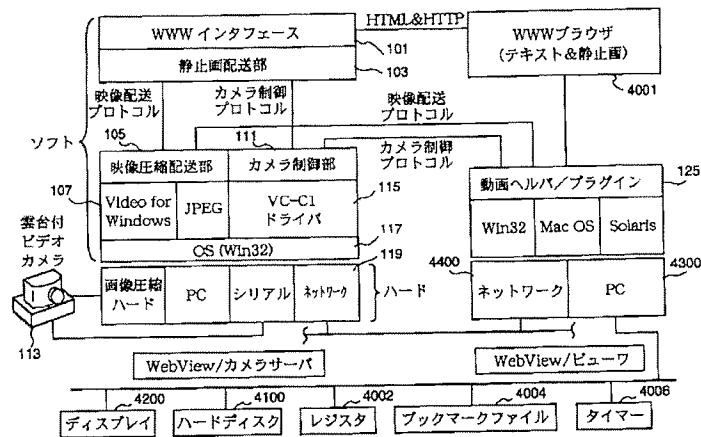 HTML&HTTP
WWW インタフェース
101
静止画配送部
103
WWWブラウザ
(テキスト&静止画)
4001
映像配送
プロトコル
カメラ制御
プロトコル
映像配送
プロトコル
カメラ制御
プロトコル
ソフト
105
111
映像圧縮配送部
カメラ制御部
107
Video for
Windows
JPEG
VC-C1
ドライバ
115
OS (Win32)
117
119
動画ヘルパ/プラグイン
125
Win32
Mac OS
Solaris
雲台付
ビデオ
カメラ
113
画像圧縮
ハード
PC
シリアル
ネットワーク
ハード
4400
ネットワーク
PC
4300
WebView/カメラサーバ
WebView/ビューワ
4200
4100
4002
4004
4006
ディスプレイ
ハードディスク
レジスタ
ブックマークファイル
タイマー